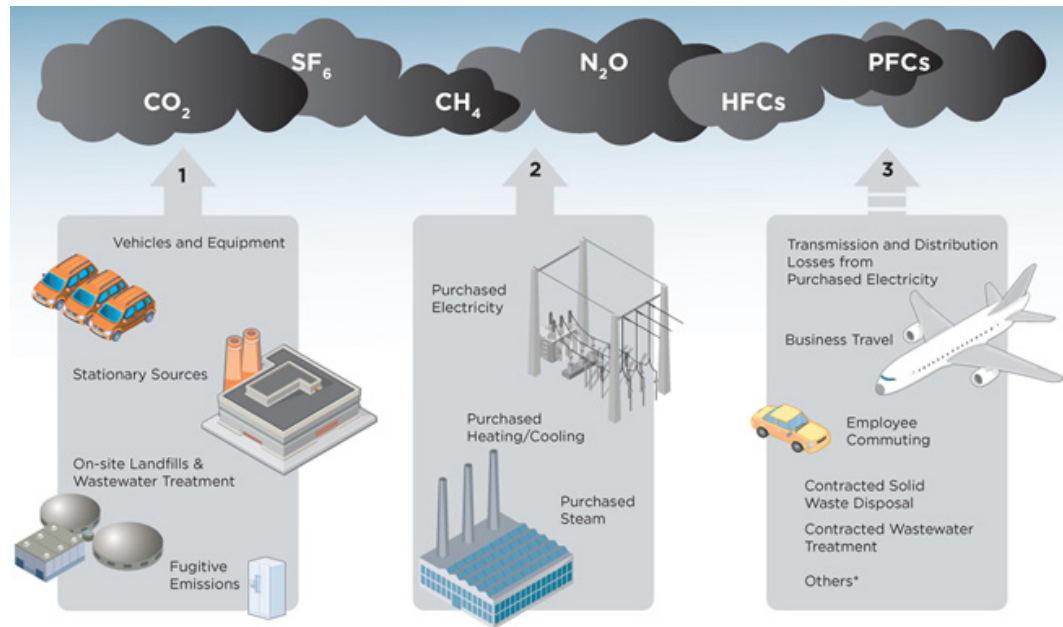 SF₆
N₂O
PFCs
CO₂
CH₄
HFCs
1
2
3
Vehicles and Equipment
Stationary Sources
On-site Landfills &
Wastewater Treatment
Fugitive
Emissions
Purchased
Electricity
Purchased
Heating/Cooling
Purchased
Steam
Transmission and Distribution
Losses from
Purchased Electricity
Business Travel
Employee
Commuting
Contracted Solid
Waste Disposal
Contracted Wastewater
Treatment
Others*